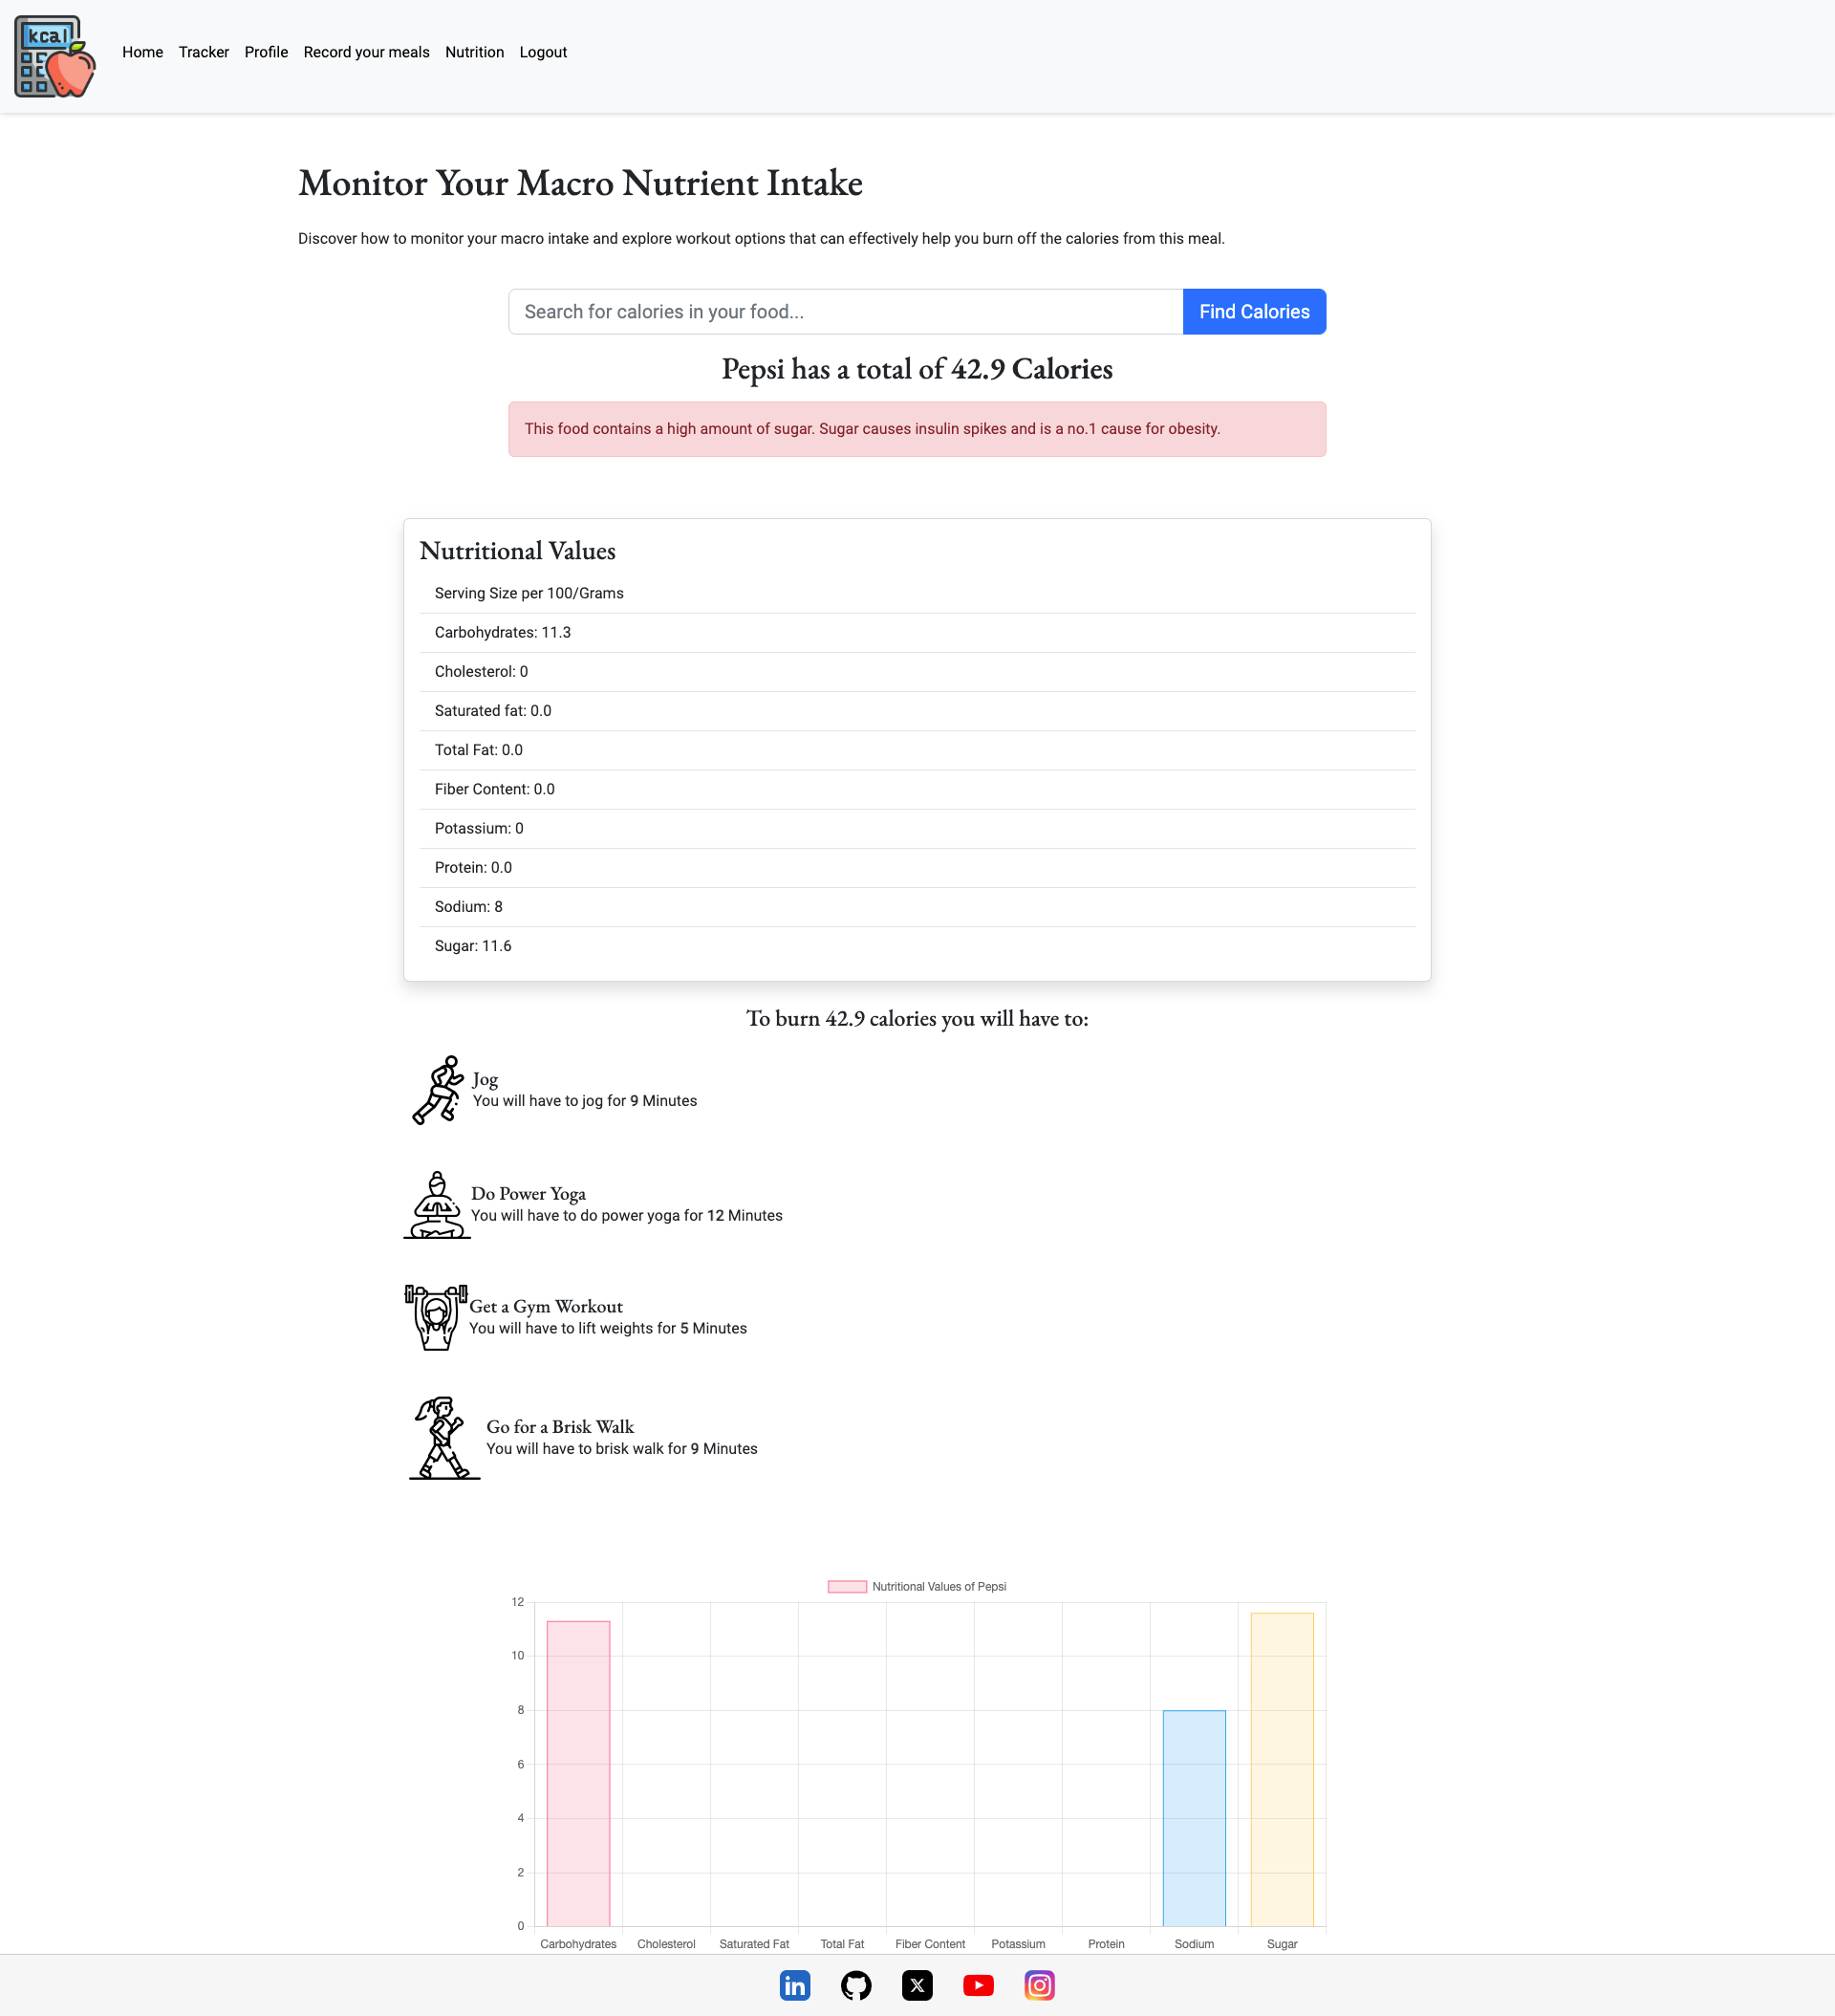 kcal
Home Tracker Profile Record your meals Nutrition Logout
Monitor Your Macro Nutrient Intake
Discover how to monitor your macro intake and explore workout options that can effectively help you burn off the calories from this meal.
Search for calories in your food... Find Calories
Pepsi has a total of 42.9 Calories
This food contains a high amount of sugar. Sugar causes insulin spikes and is a no.1 cause for obesity.
Nutritional Values
Serving Size per 100/Grams
Carbohydrates: 11.3
Cholesterol: 0
Saturated fat: 0.0
Total Fat: 0.0
Fiber Content: 0.0
Potassium: 0
Protein: 0.0
Sodium: 8
Sugar: 11.6
To burn 42.9 calories you will have to:
Jog
You will have to jog for 9 Minutes
Do Power Yoga
You will have to do power yoga for 12 Minutes
Get a Gym Workout
You will have to lift weights for 5 Minutes
Go for a Brisk Walk
You will have to brisk walk for 9 Minutes
Nutritional Values of Pepsi
12
10
8
6
4
2
0
Carbohydrates Cholesterol Saturated Fat Total Fat Fiber Content Potassium Protein Sodium Sugar
in X